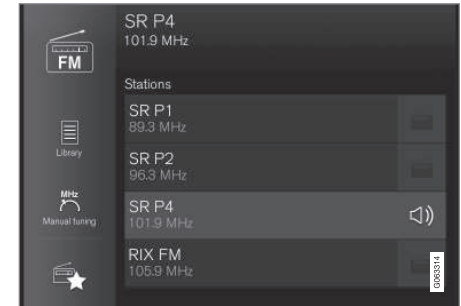 SR P4
101.9 MHz
FM
Stations
SR P1
89.3 MHz
Library
SR P2
96.3 MHz
MHz
Manual tuning
SR P4
101.9 MHz
RIX FM
105.9 MHz
G063314